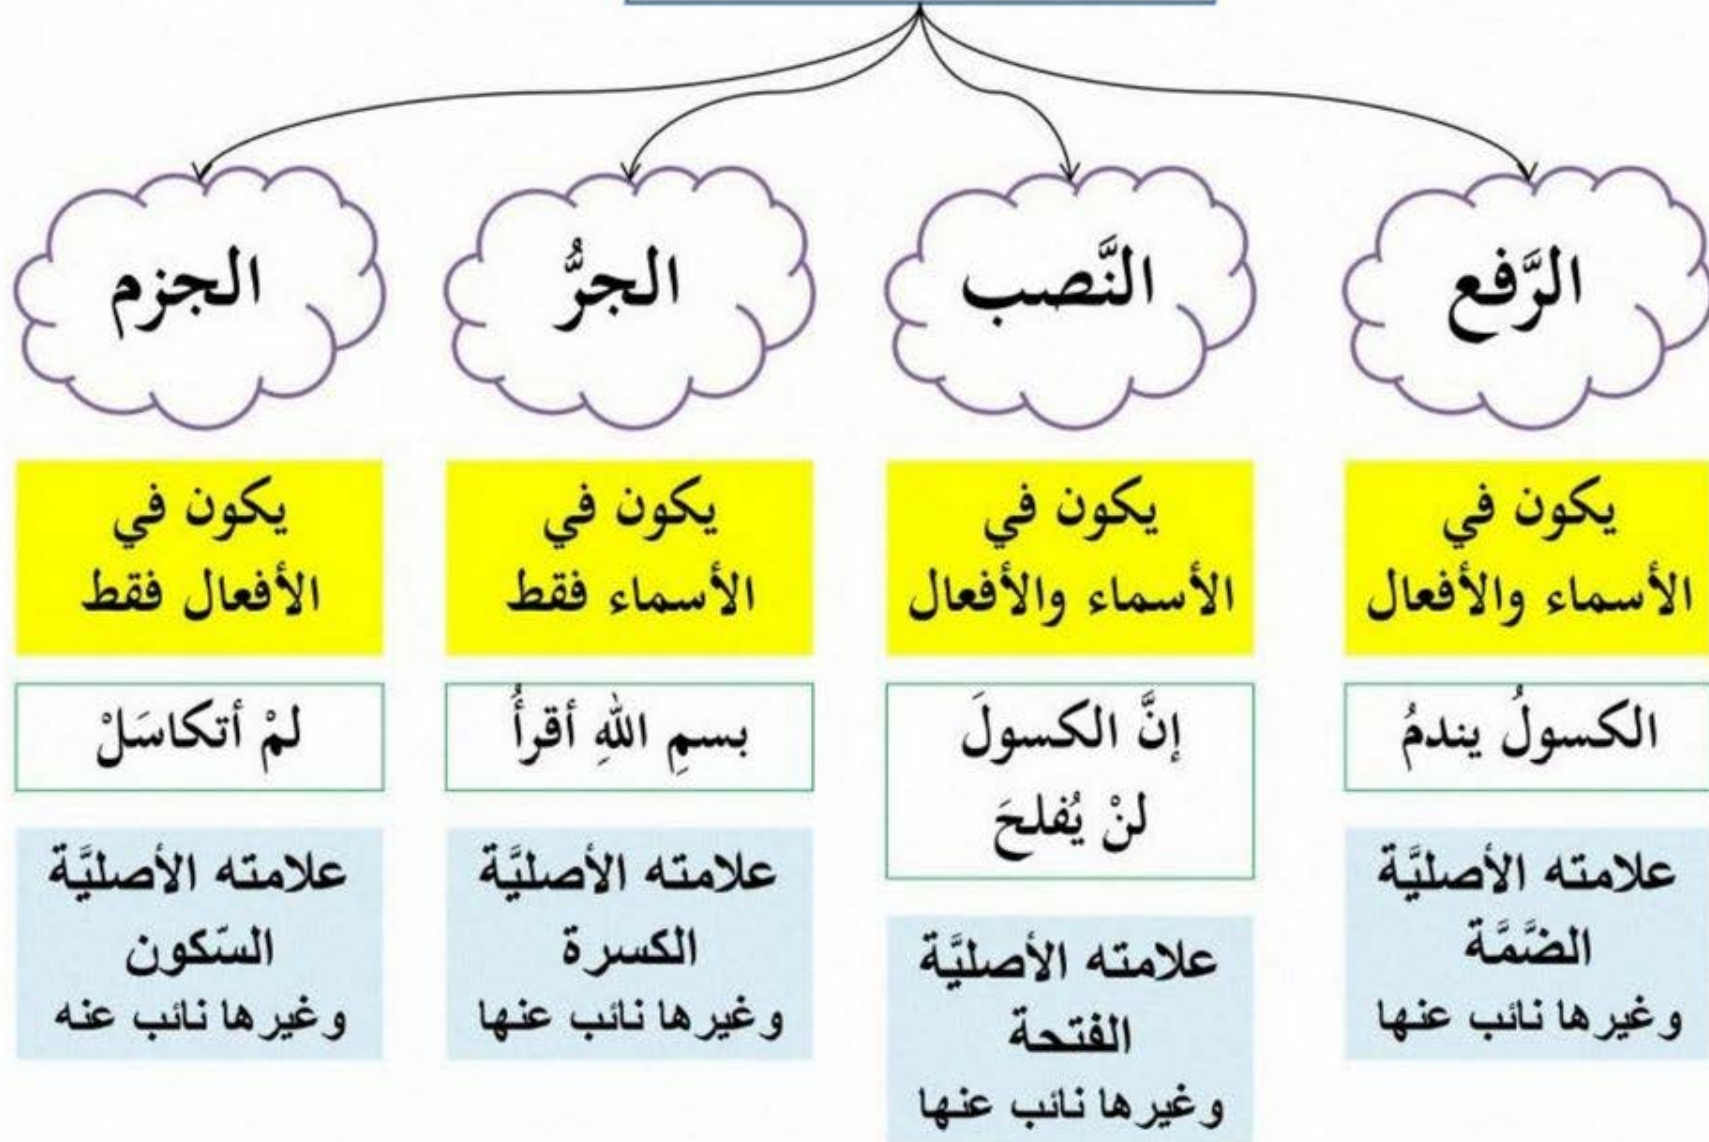 الرَّفع
يكون في
الأسماء والأفعال
الكسولُ يندمُ
علامته الأصليَّة
الضَّمَّة
وغيرها نائب عنها
النَّصب
يكون في
الأسماء والأفعال
إنَّ الكسولَ
لنْ يُفلحَ
علامته الأصليَّة
الفتحة
وغيرها نائب عنها
الجرُّ
يكون في
الأسماء فقط
بسمِ اللهِ أقرأُ
علامته الأصليَّة
الكسرة
وغيرها نائب عنها
الجزم
يكون في
الأفعال فقط
لمْ أتكاسَلْ
علامته الأصليَّة
السّكون
وغيرها نائب عنه